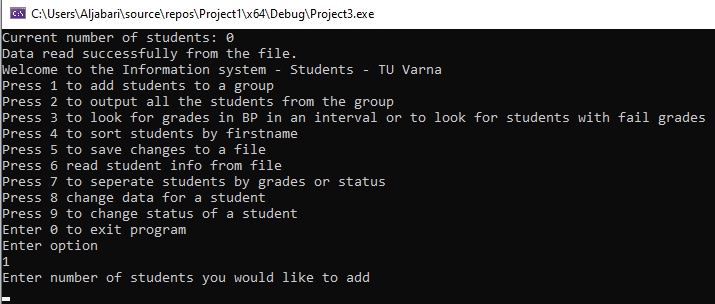 C:\Users\Aljabari\source\repos\Project1\x64\Debug\Project3.exe
Current number of students: 0
Data read successfully from the file.
Welcome to the Information system - Students - TU Varna
Press 1 to add students to a group
Press 2 to output all the students from the group
Press 3 to look for grades in BP in an interval or to look for students with fail grades
Press 4 to sort students by firstname
Press 5 to save changes to a file
Press 6 read student info from file
Press 7 to seperate students by grades or status
Press 8 change data for a student
Press 9 to change status of a student
Enter 0 to exit program
Enter option
1
Enter number of students you would like to add